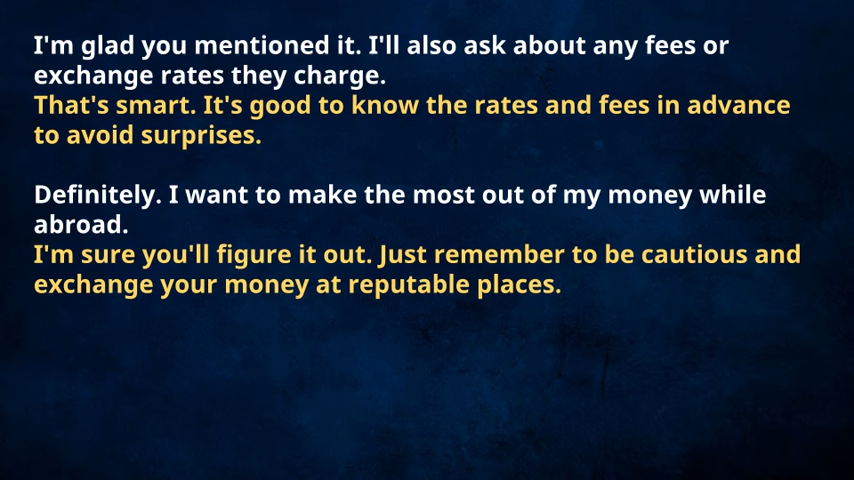 I'm glad you mentioned it. I'll also ask about any fees or
exchange rates they charge.
That's smart. It's good to know the rates and fees in advance
to avoid surprises.
Definitely. I want to make the most out of my money while
abroad.
I'm sure you'll figure it out. Just remember to be cautious and
exchange your money at reputable places.